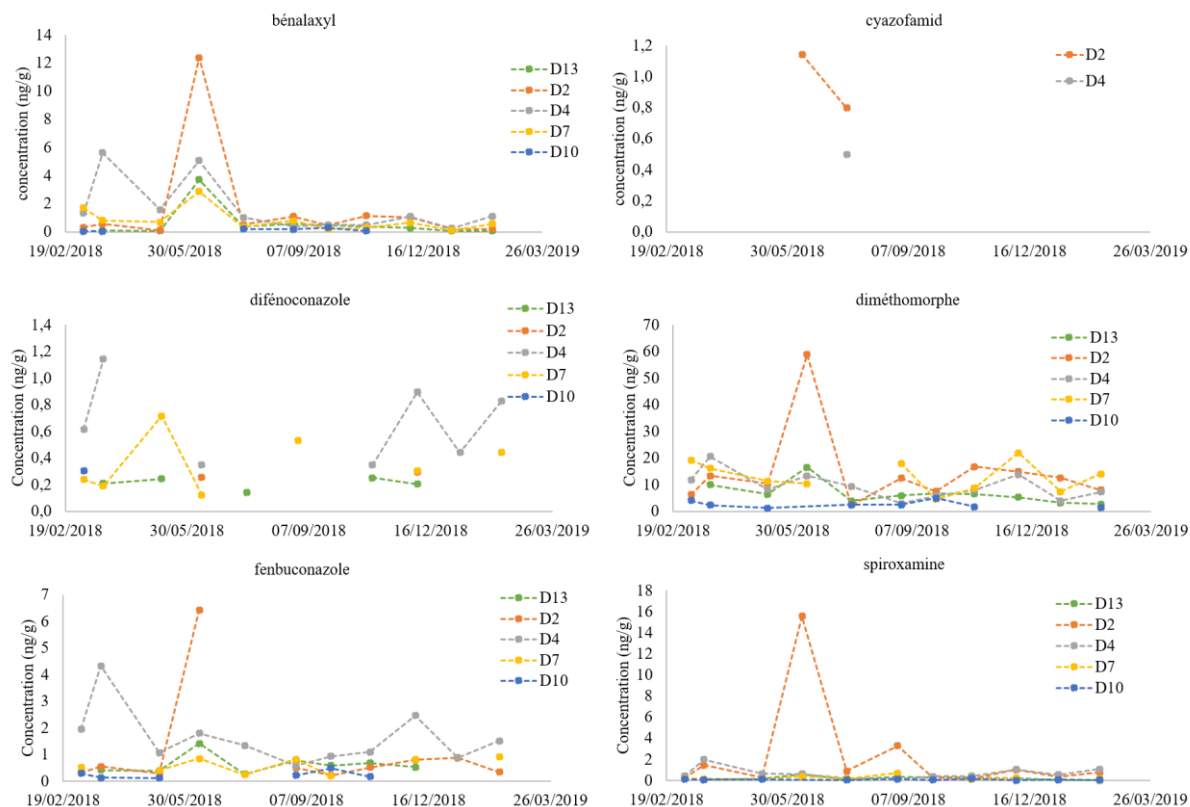 bénalaxyl
concentration (ng/g)
14
12
10
8
6
4
2
0
19/02/2018 30/05/2018 07/09/2018 16/12/2018 26/03/2019
D13
D2
D4
D7
D10
cyazofamid
concentration (ng/g)
1,2
1,0
0,8
0,6
0,4
0,2
0,0
19/02/2018 30/05/2018 07/09/2018 16/12/2018 26/03/2019
D2
D4
difénoconazole
Concentration (ng/g)
1,4
1,2
1,0
0,8
0,6
0,4
0,2
0,0
19/02/2018 30/05/2018 07/09/2018 16/12/2018 26/03/2019
D13
D2
D4
D7
D10
diméthomorphe
Concentration (ng/g)
70
60
50
40
30
20
10
0
19/02/2018 30/05/2018 07/09/2018 16/12/2018 26/03/2019
D13
D2
D4
D7
D10
fenbuconazole
Concentration (ng/g)
7
6
5
4
3
2
1
0
19/02/2018 30/05/2018 07/09/2018 16/12/2018 26/03/2019
D13
D2
D4
D7
D10
spiroxamine
Concentration (ng/g)
18
16
14
12
10
8
6
4
2
0
19/02/2018 30/05/2018 07/09/2018 16/12/2018 26/03/2019
D13
D2
D4
D7
D10